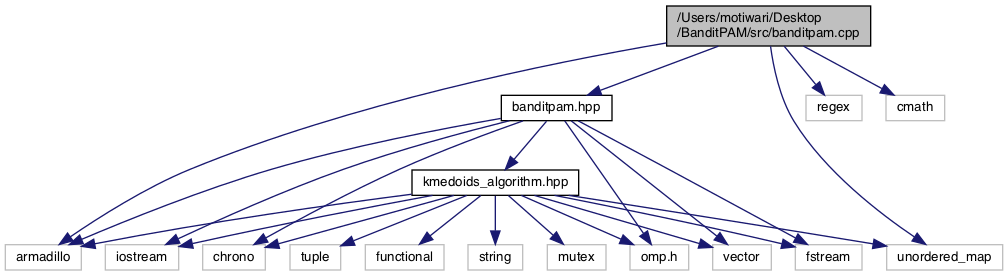 /Users/motiwari/Desktop
/BanditPAM/src/banditpam.cpp
banditpam.hpp
regex
cmath
kmedoids_algorithm.hpp
armadillo
iostream
chrono
tuple
functional
string
mutex
omp.h
vector
fstream
unordered_map